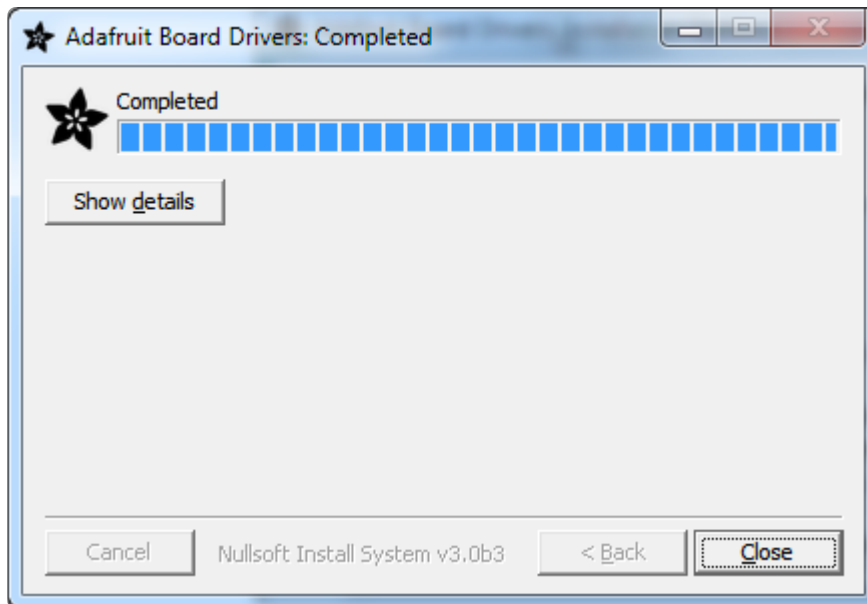 Adafruit Board Drivers: Completed
Completed
Show details
Cancel
Nullsoft Install System v3.0b3
< Back
Close